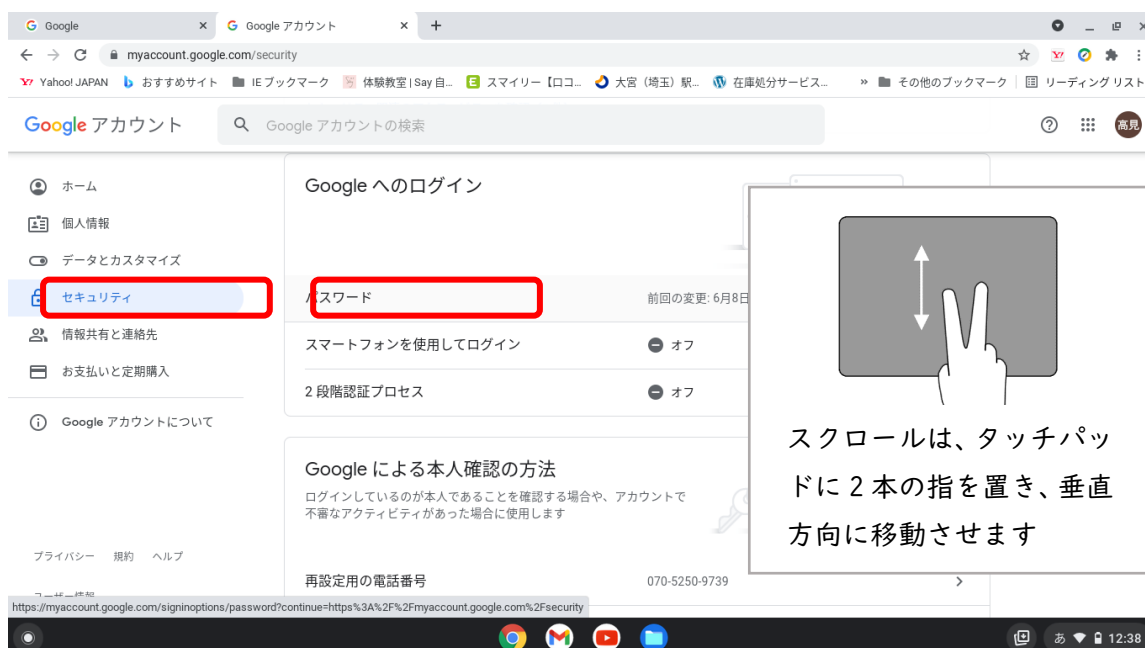 Google
Google アカウント
myaccount.google.com/security
Yahoo! JAPAN おすすめサイト IE ブックマーク 体験教室 | Say 自... スマイリー【ロコ... 大宮（埼玉）駅... 在庫処分サービス... » その他のブックマーク リーディング リスト
Google アカウント
Google アカウントの検索
高見
ホーム
個人情報
データとカスタマイズ
セキュリティ
情報共有と連絡先
お支払いと定期購入
Google アカウントについて
プライバシー 規約 ヘルプ
Google へのログイン
パスワード
前回の変更: 6月8日
スマートフォンを使用してログイン
オフ
2 段階認証プロセス
オフ
Google による本人確認の方法
ログインしているのが本人であることを確認する場合や、アカウントで
不審なアクティビティがあった場合に使用します
再設定用の電話番号
070-5250-9739
スクロールは、タッチパッ
ドに２本の指を置き、垂直
方向に移動させます
https://myaccount.google.com/signinoptions/password?continue=https%3A%2F%2Fmyaccount.google.com%2Fsecurity
あ 12:38